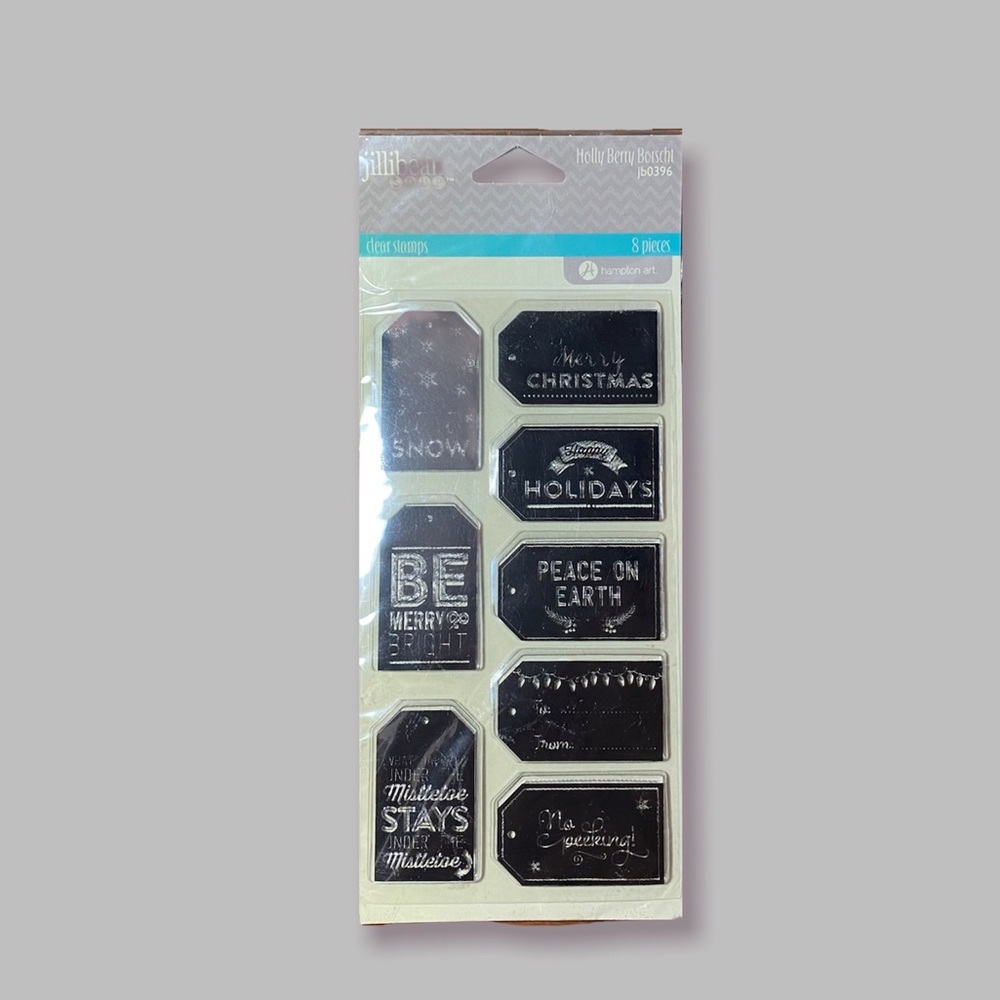 jillibean
SOUP™
Holly Berry Borscht
jb0396
clear stamps
8 pieces
hampton art.
SNOW
Merry
CHRISTMAS
Happy
HOLIDAYS
BE
MERRY &
BRIGHT
PEACE ON
EARTH
To:
From:
UNDER THE
Mistletoe
STAYS
UNDER THE
Mistletoe
No
peeking!